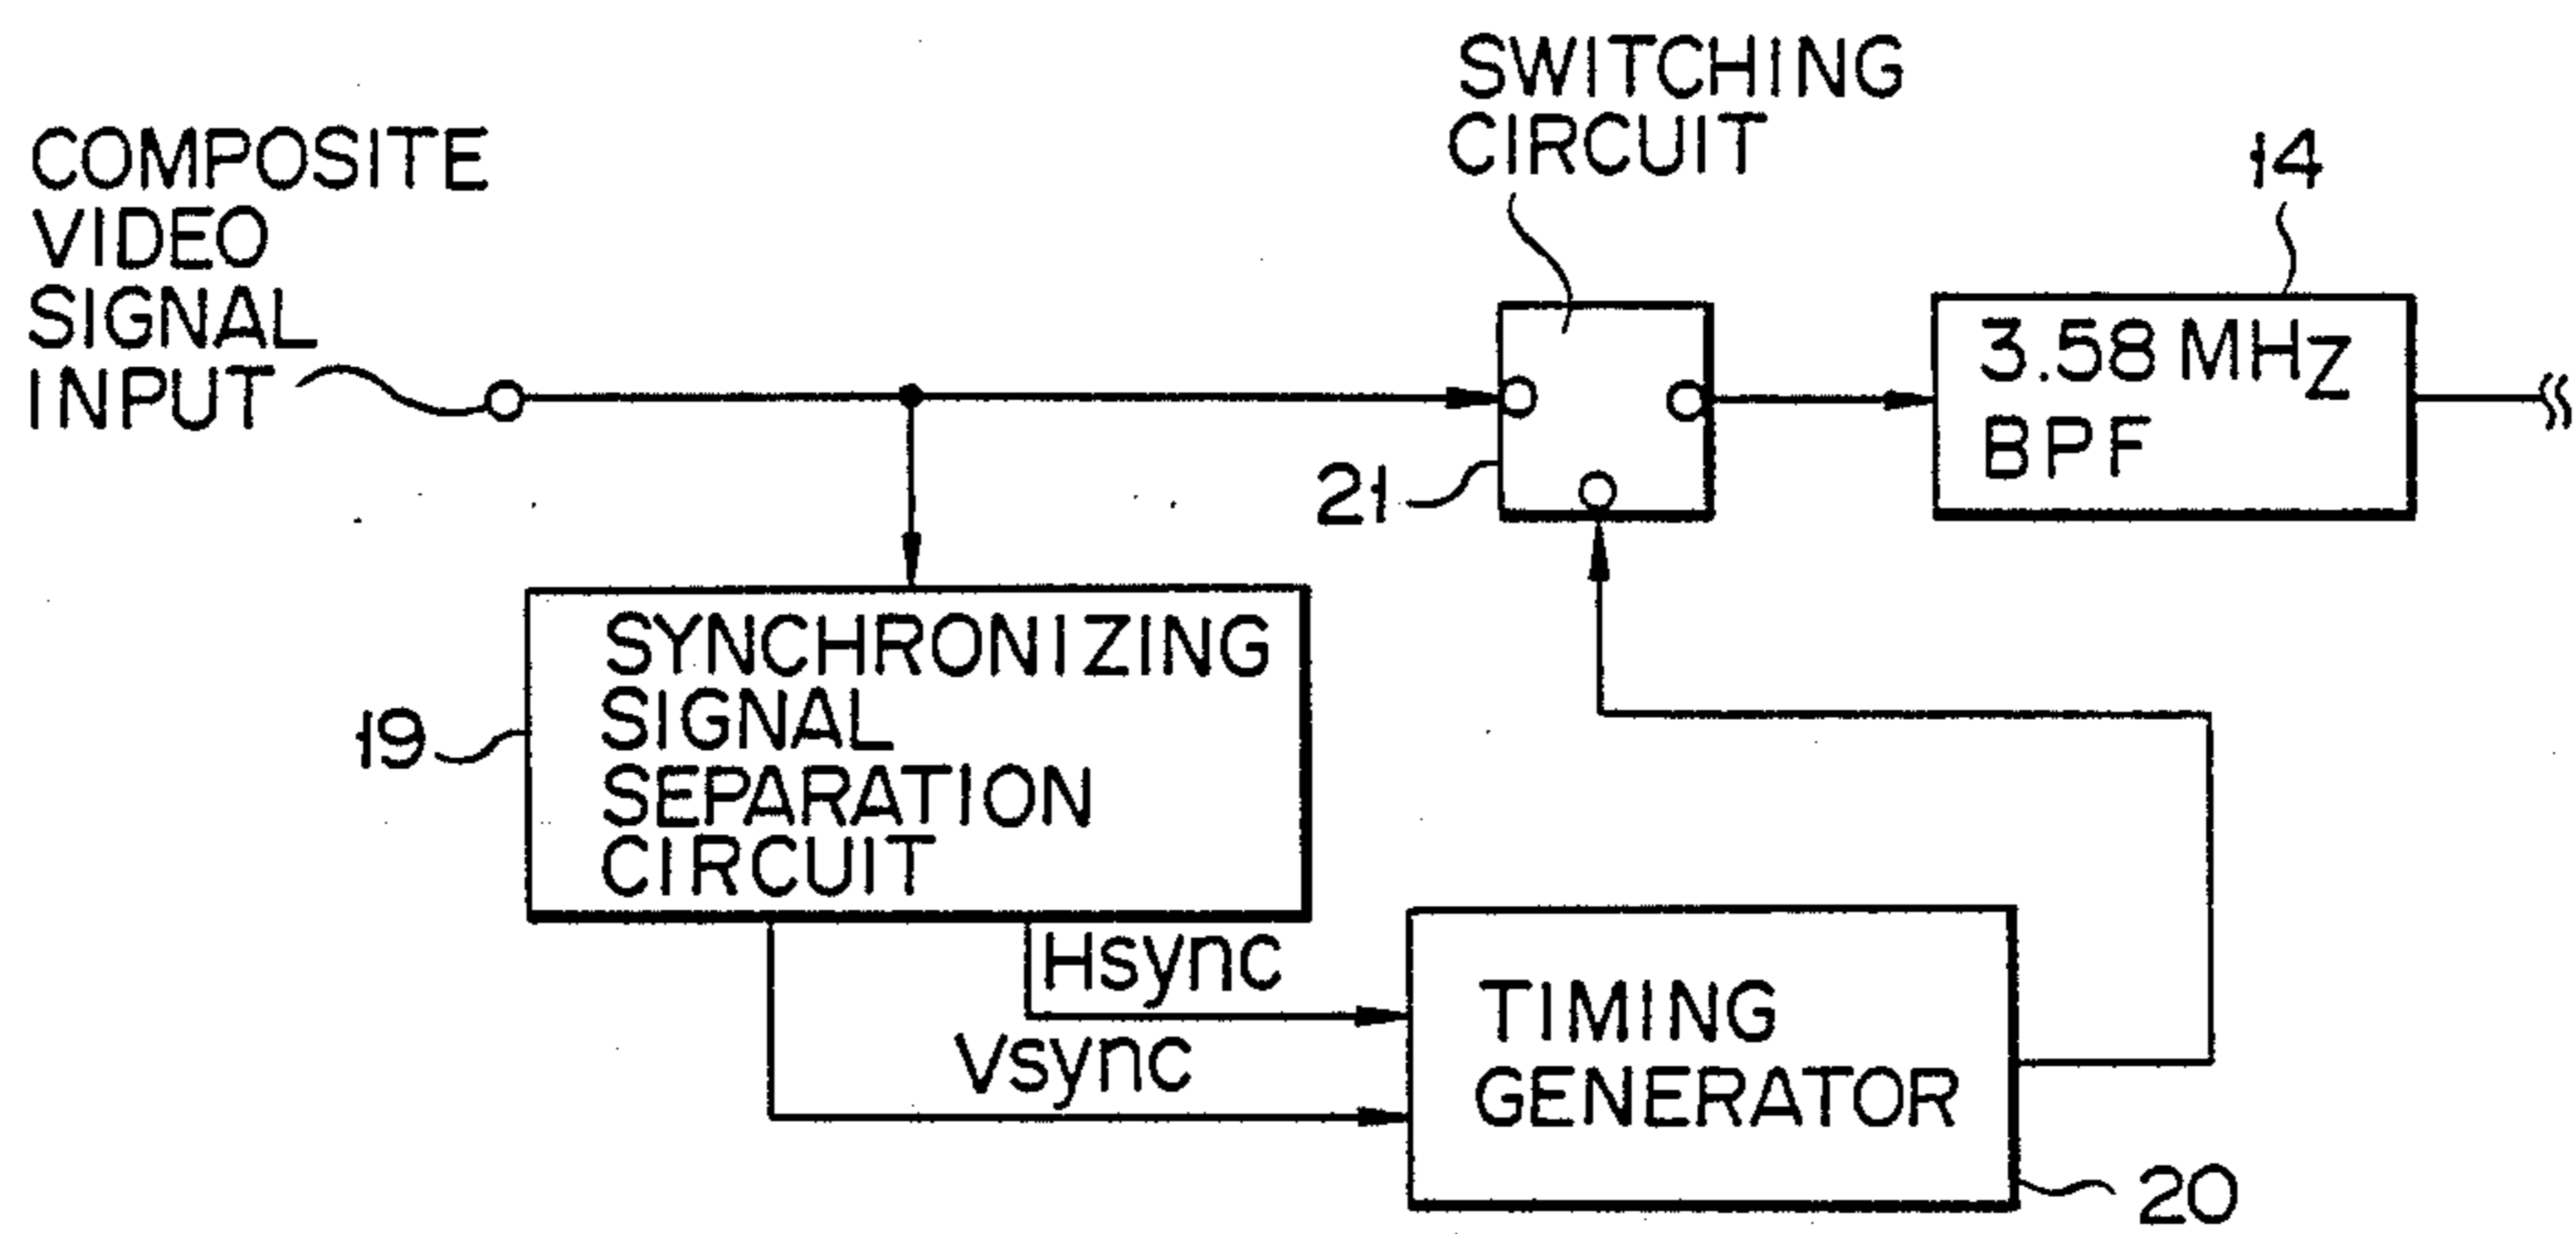 COMPOSITE
VIDEO
SIGNAL
INPUT
SWITCHING
CIRCUIT
14
3.58 MHz
BPF
21
19
SYNCHRONIZING
SIGNAL
SEPARATION
CIRCUIT
Hsync
Vsync
TIMING
GENERATOR
20